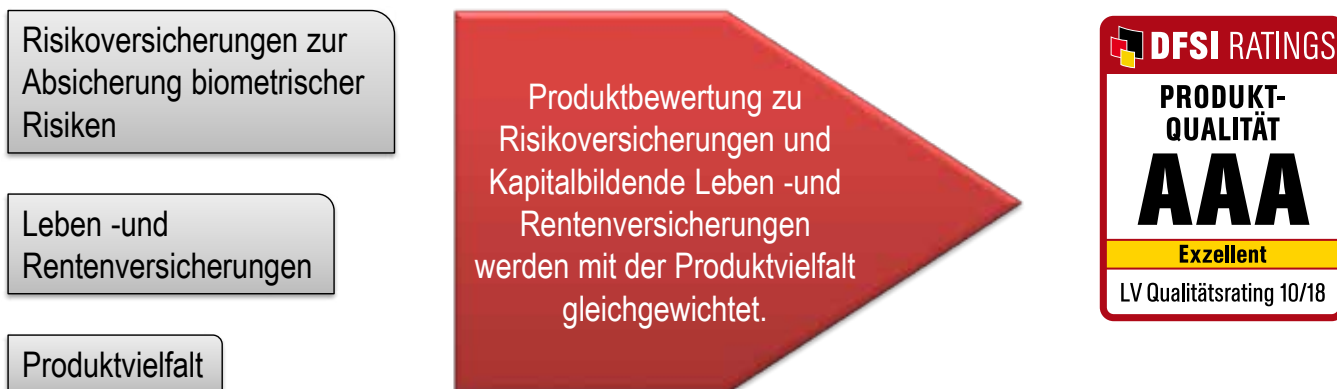 Risikoversicherungen zur
Absicherung biometrischer
Risiken
Leben -und
Rentenversicherungen
Produktvielfalt
Produktbewertung zu
Risikoversicherungen und
Kapitalbildende Leben -und
Rentenversicherungen
werden mit der Produktvielfalt
gleichgewichtet.
DFSI RATINGS
PRODUKT-
QUALITÄT
AAA
Exzellent
LV Qualitätsrating 10/18